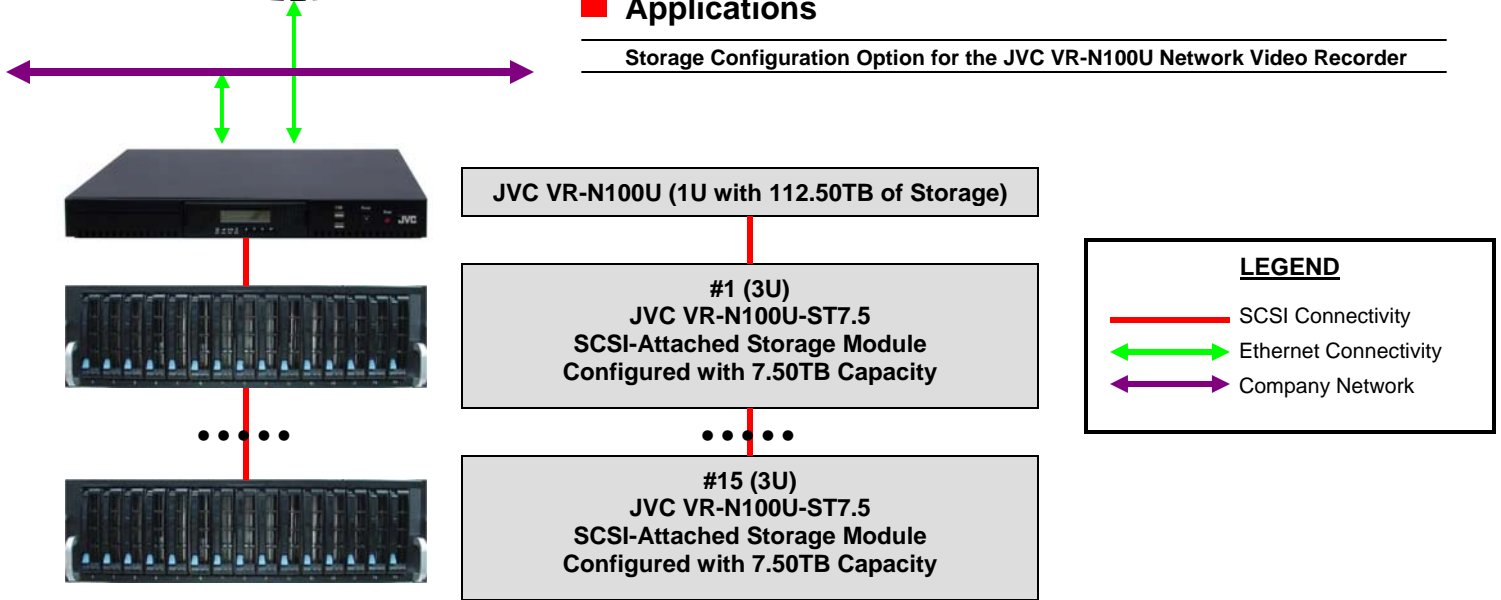 Applications
Storage Configuration Option for the JVC VR-N100U Network Video Recorder
JVC VR-N100U (1U with 112.50TB of Storage)
JVC
#1 (3U)
JVC VR-N100U-ST7.5
SCSI-Attached Storage Module
Configured with 7.50TB Capacity
#15 (3U)
JVC VR-N100U-ST7.5
SCSI-Attached Storage Module
Configured with 7.50TB Capacity
LEGEND
SCSI Connectivity
Ethernet Connectivity
Company Network